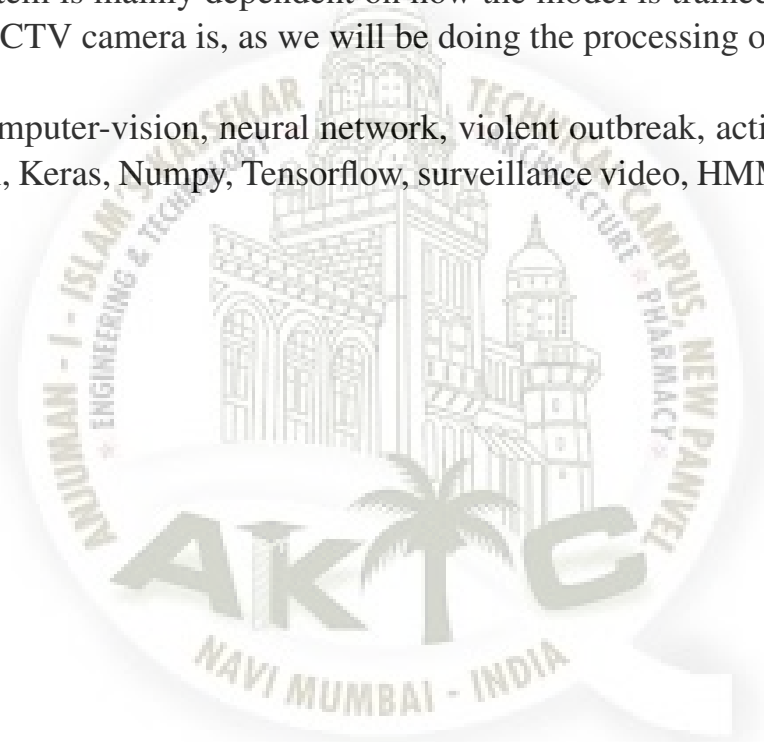 tem is mainly dependent on how the model is trained
CTV camera is, as we will be doing the processing o
mputer-vision, neural network, violent outbreak, acti
, Keras, Numpy, Tensorflow, surveillance video, HMM
ANJUMAN - I - ISLAM'S KALSEKAR TECHNICAL CAMPUS, NEW PANVEL
ENGINEERING & TECHNOLOGY ARCHITECTURE PHARMACY
AKTC
NAVI MUMBAI - INDIA